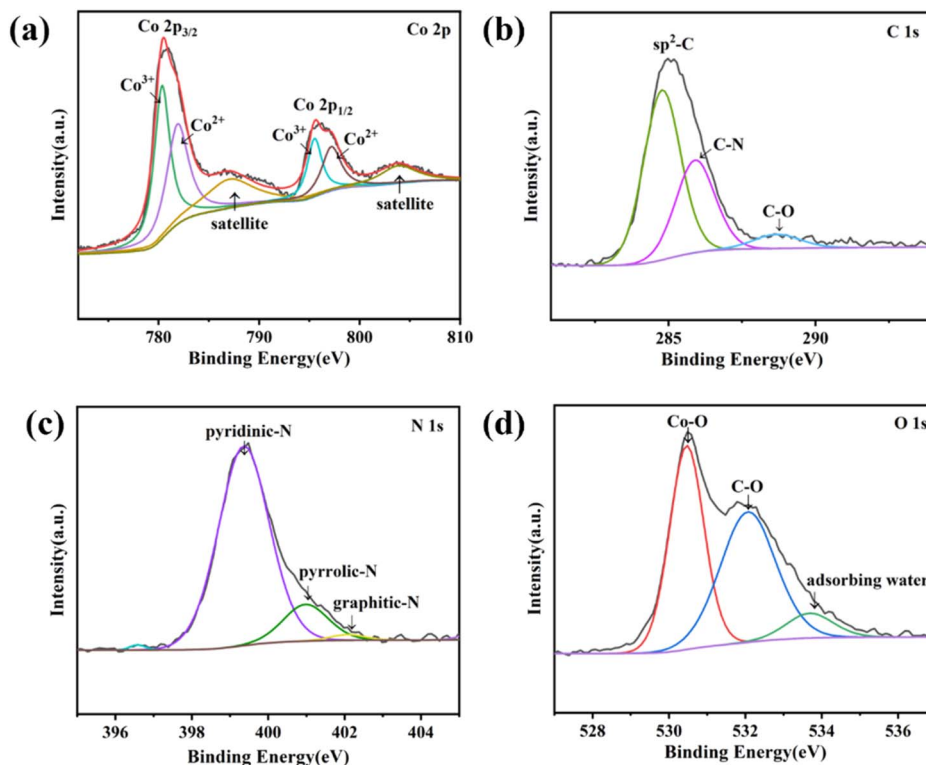 (a)
Co 2p
Co 2p3/2
Co3+
Co2+
Co 2p1/2
Co3+
Co2+
satellite
satellite
Intensity(a.u.)
780 790 800 810
Binding Energy(eV)
(b)
C 1s
sp2-C
C-N
C-O
Intensity(a.u.)
285 290
Binding Energy(eV)
(c)
N 1s
pyridinic-N
pyrrolic-N
graphitic-N
Intensity(a.u.)
396 398 400 402 404
Binding Energy(eV)
(d)
O 1s
Co-O
C-O
adsorbing water
Intensity(a.u.)
528 530 532 534 536
Binding Energy(eV)